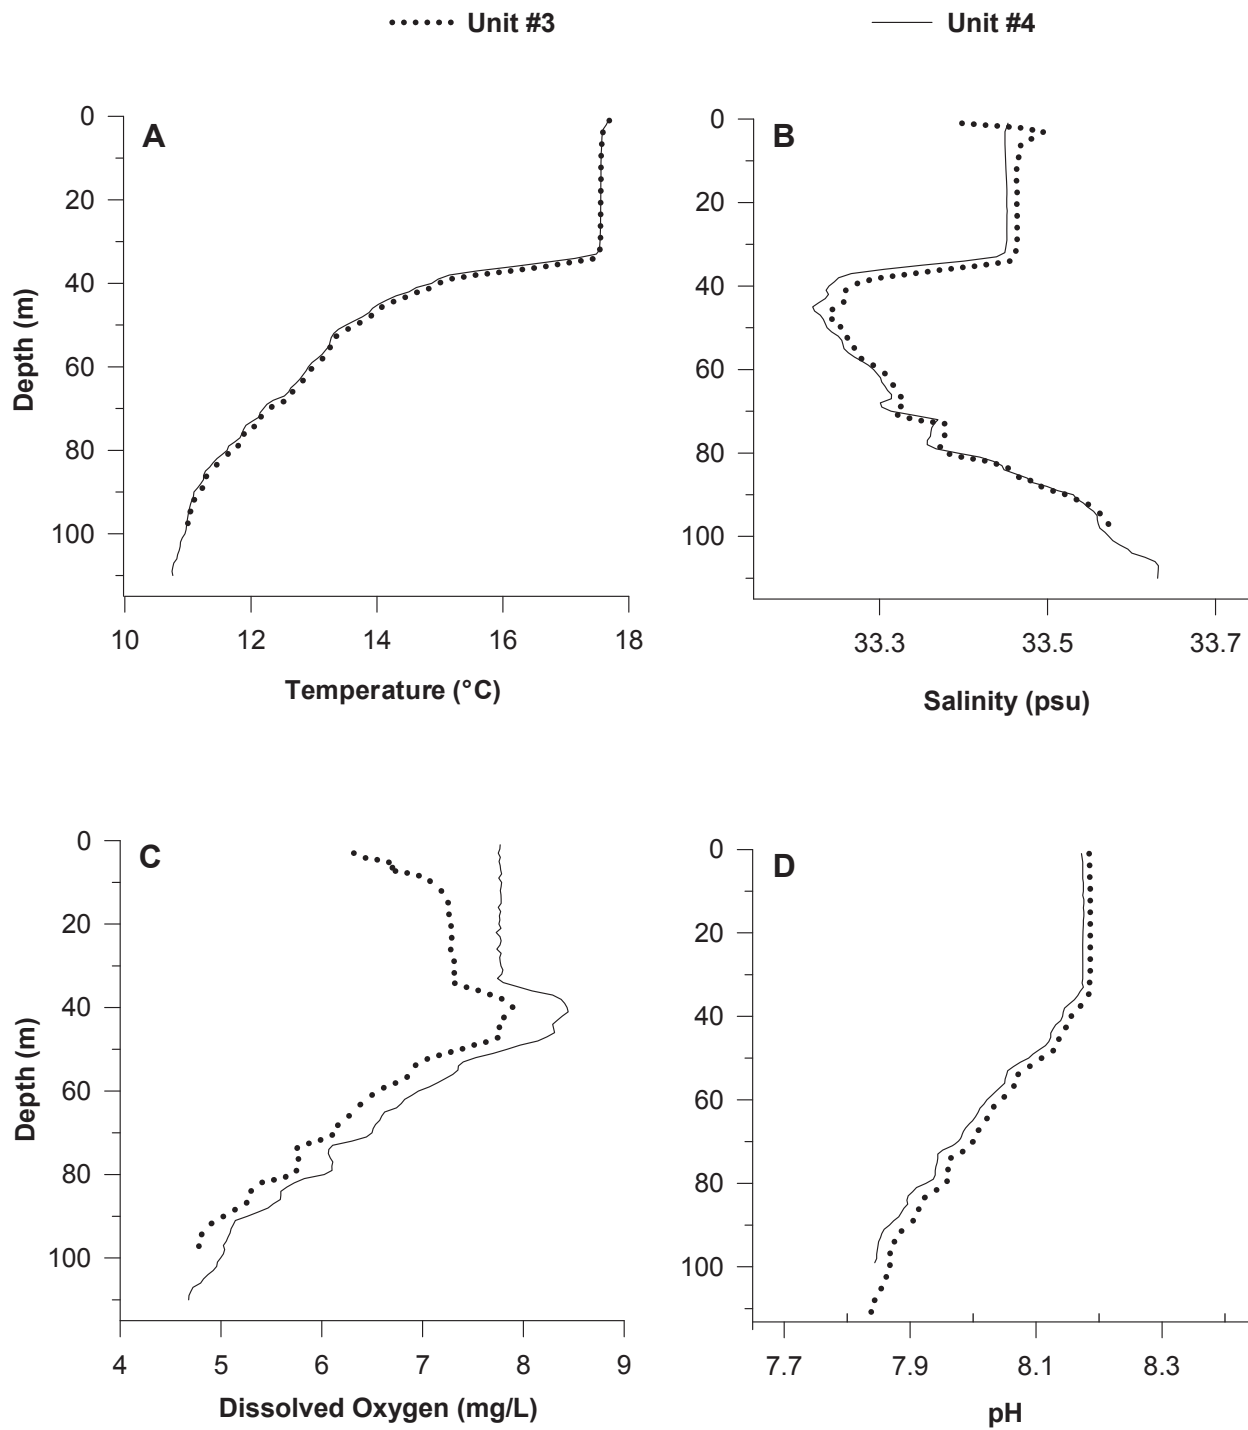 Unit #3 Unit #4
A
0
20
40
60
80
100
Depth (m)
10 12 14 16 18
Temperature (°C)
B
0
20
40
60
80
100
33.3 33.5 33.7
Salinity (psu)
C
0
20
40
60
80
100
Depth (m)
4 5 6 7 8 9
Dissolved Oxygen (mg/L)
D
0
20
40
60
80
100
7.7 7.9 8.1 8.3
pH